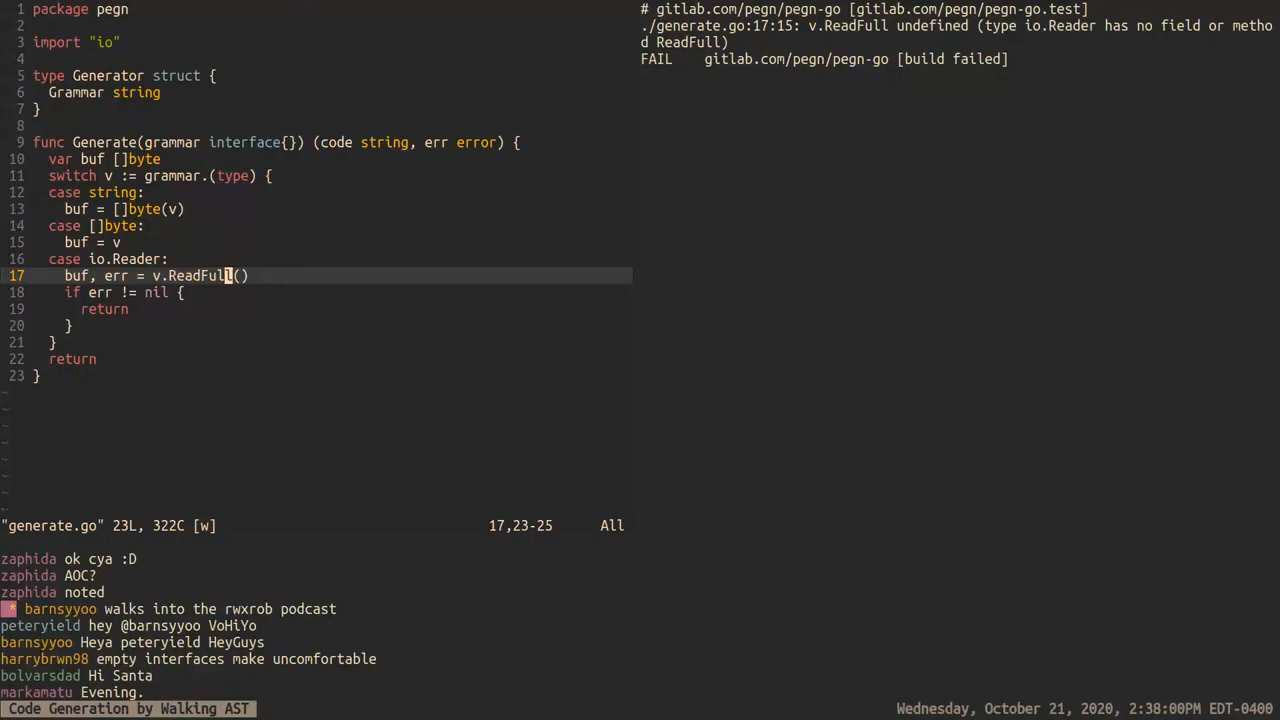 1 package pegn
2
3 import "io"
4
5 type Generator struct {
6   Grammar string
7 }
8
9 func Generate(grammar interface{}) (code string, err error) {
10   var buf []byte
11   switch v := grammar.(type) {
12   case string:
13     buf = []byte(v)
14   case []byte:
15     buf = v
16   case io.Reader:
17     buf, err = v.ReadFull()
18     if err != nil {
19       return
20     }
21   }
22   return
23 }
~
~
~
~
~
~
~
"generate.go" 23L, 322C [w] 17,23-25 All
zaphida ok cya :D
zaphida AOC?
zaphida noted
* barnsyyoo walks into the rwxrob podcast
peteryield hey @barnsyyoo VoHiYo
barnsyyoo Heya peteryield HeyGuys
harrybrwn98 empty interfaces make uncomfortable
bolvarsdad Hi Santa
markamatu Evening.
# gitlab.com/pegn/pegn-go [gitlab.com/pegn/pegn-go.test]
./generate.go:17:15: v.ReadFull undefined (type io.Reader has no field or metho
d ReadFull)
FAIL    gitlab.com/pegn/pegn-go [build failed]
Code Generation by Walking AST
Wednesday, October 21, 2020, 2:38:00PM EDT-0400